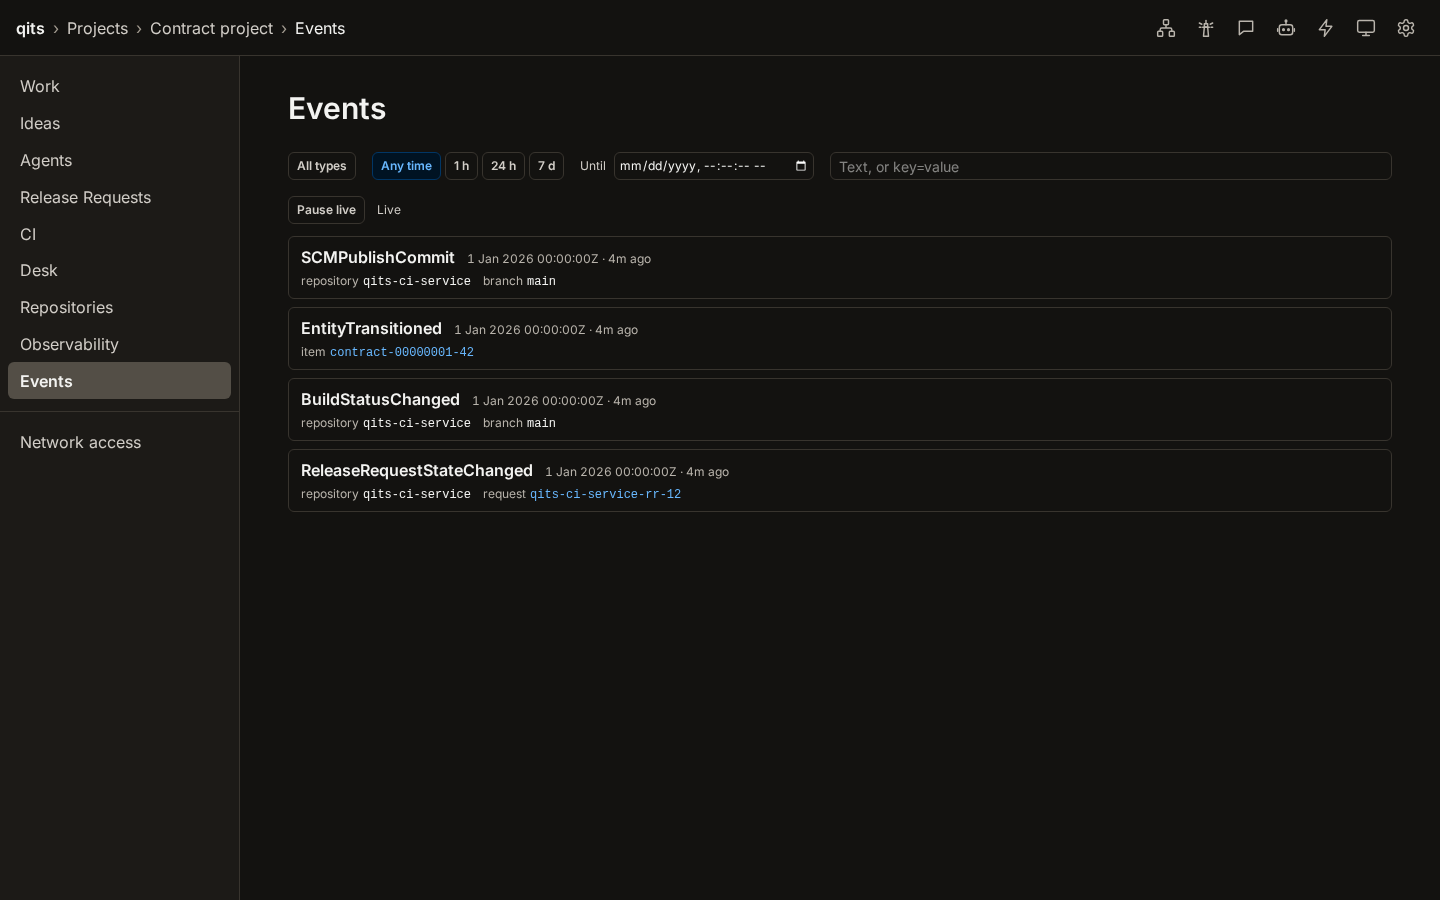 qits › Projects › Contract project › Events
Work
Ideas
Agents
Release Requests
CI
Desk
Repositories
Observability
Events
Network access
Events
All types Any time 1 h 24 h 7 d Until mm/dd/yyyy, --:--:-- -- Text, or key=value
Pause live Live
SCMPublishCommit 1 Jan 2026 00:00:00Z · 4m ago
repository qits-ci-service branch main
EntityTransitioned 1 Jan 2026 00:00:00Z · 4m ago
item contract-00000001-42
BuildStatusChanged 1 Jan 2026 00:00:00Z · 4m ago
repository qits-ci-service branch main
ReleaseRequestStateChanged 1 Jan 2026 00:00:00Z · 4m ago
repository qits-ci-service request qits-ci-service-rr-12